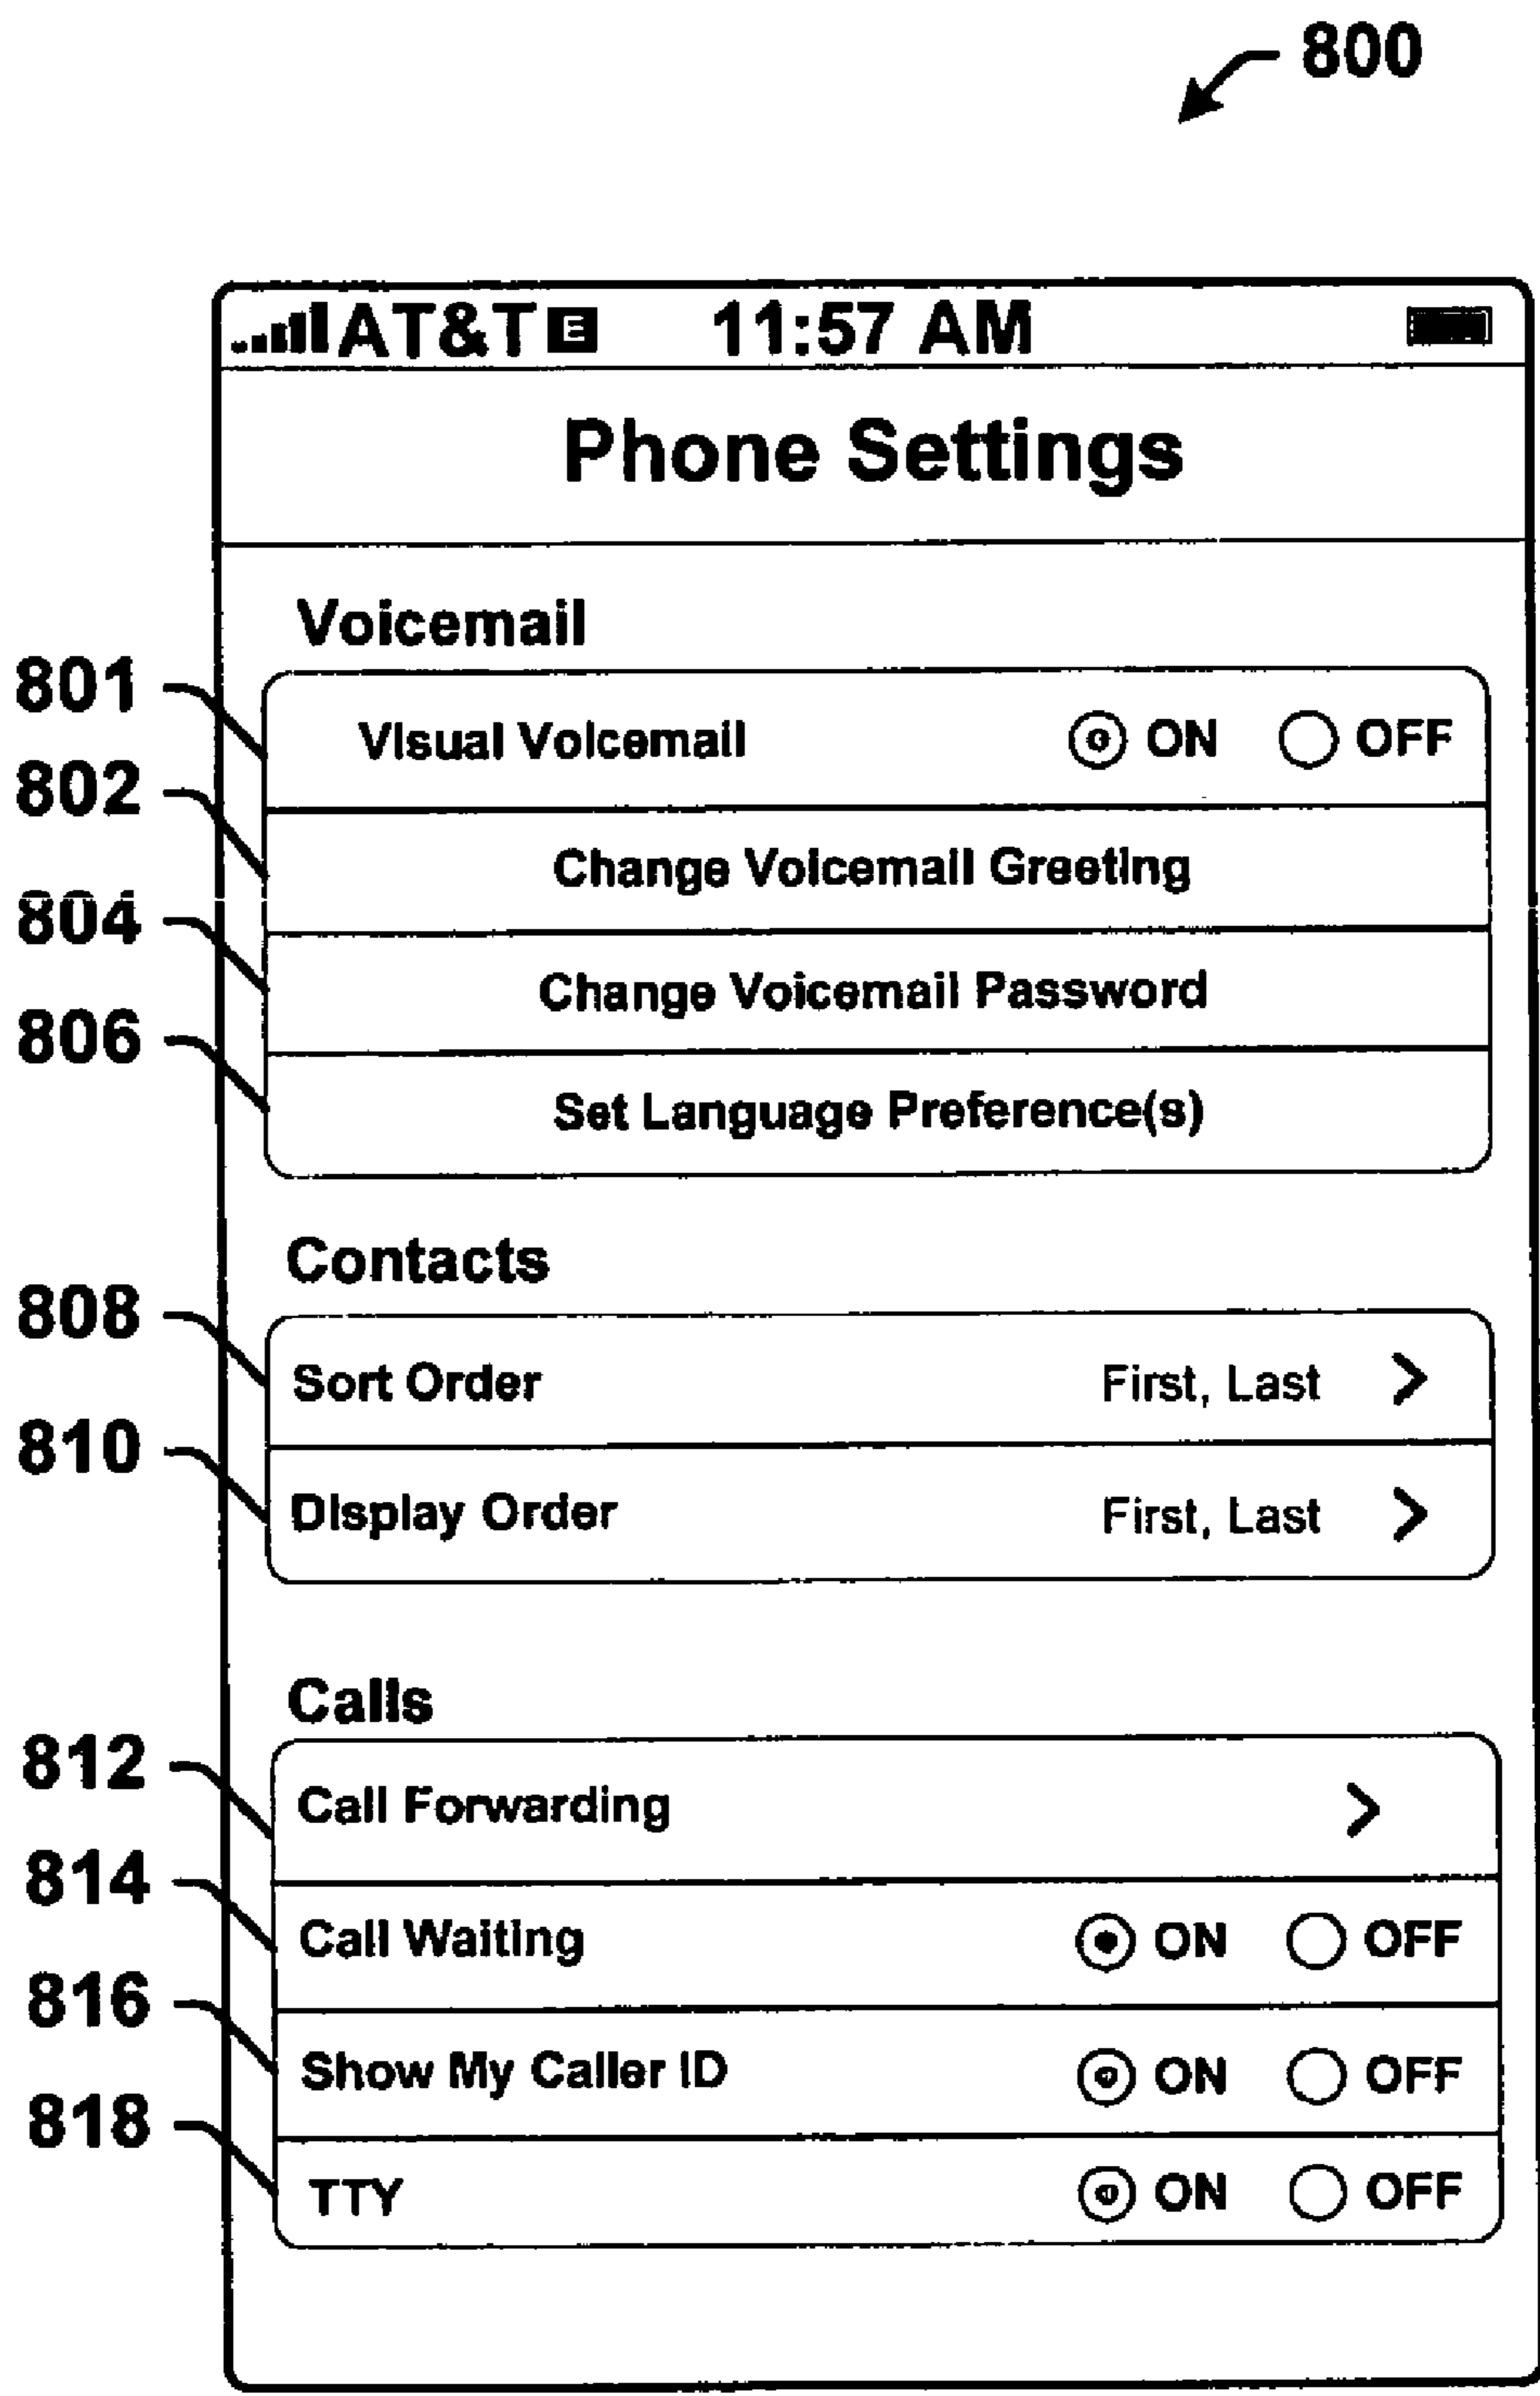 800
AT&T E 11:57 AM
Phone Settings
Voicemail
801
Visual Voicemail ON OFF
802
Change Voicemail Greeting
804
Change Voicemail Password
806
Set Language Preference(s)
Contacts
808
Sort Order First, Last >
810
Display Order First, Last >
Calls
812
Call Forwarding >
814
Call Waiting ON OFF
816
Show My Caller ID ON OFF
818
TTY ON OFF